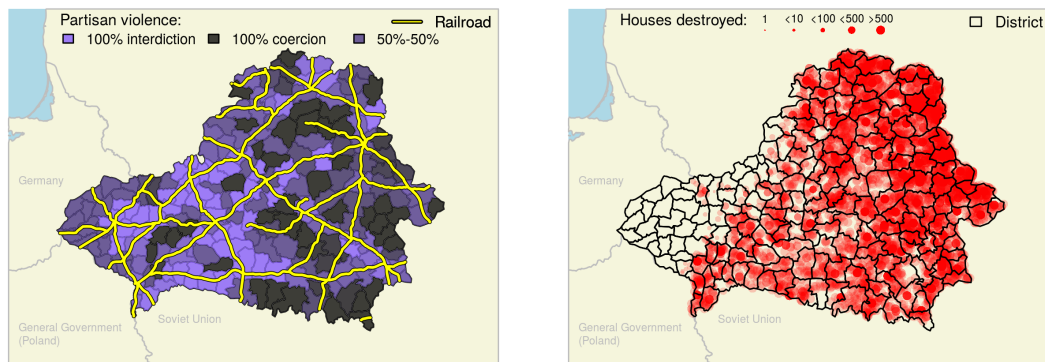 Partisan violence:
Railroad
100% interdiction
100% coercion
50%-50%
Germany
General Government
(Poland)
Soviet Union
Houses destroyed:
1
<10
<100
<500
>500
District
Germany
General Government
(Poland)
Soviet Union